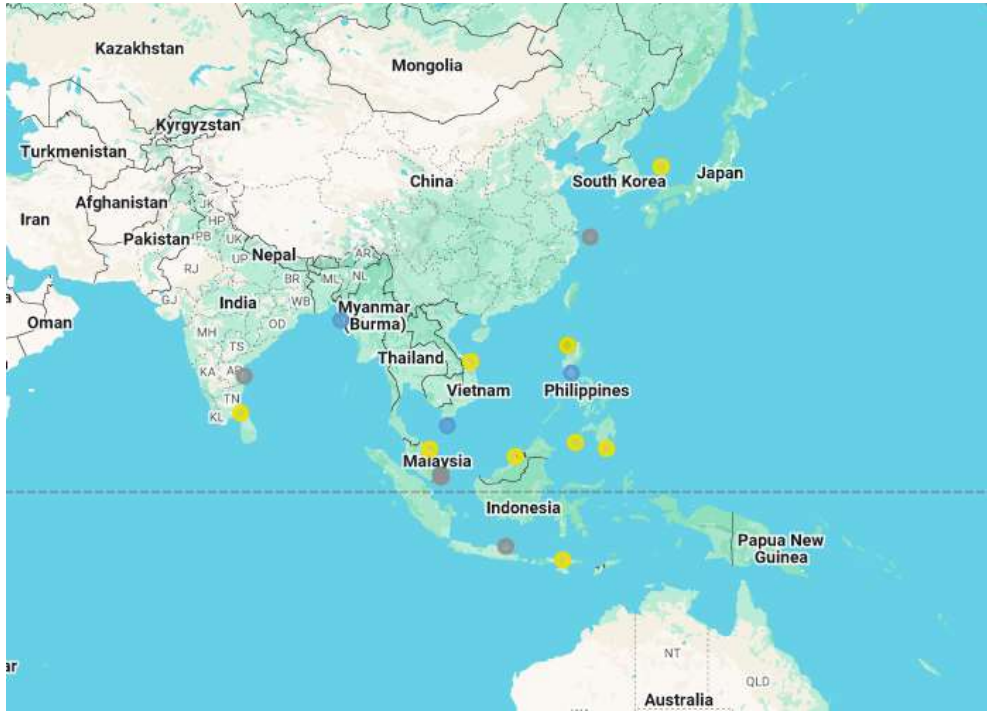 Kazakhstan
Mongolia
Kyrgyzstan
Turkmenistan
Japan
China
South Korea
Afghanistan
JK
Iran
HP
PB
Pakistan
UK
Nepal
AR
UP
RJ
NL
BR
ML
GJ
India
WB
Myanmar
(Burma)
Oman
OD
MH
TS
Thailand
KA
TN
Vietnam
Philippines
KL
Malaysia
Indonesia
Papua New
Guinea
NT
QLD
Australia